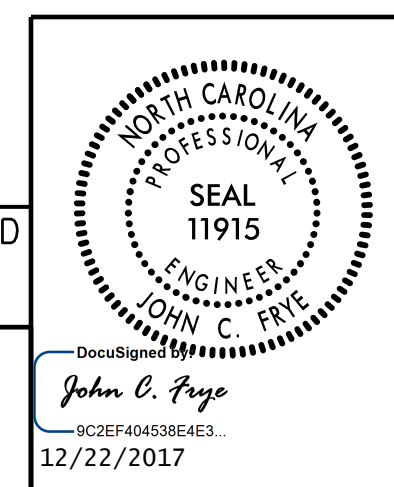 NORTH CAROLINA
PROFESSIONAL
SEAL
11915
ENGINEER
JOHN C. FRYE
D
DocuSigned by:
John C. Frye
9C2EF404538E4E3...
12/22/2017